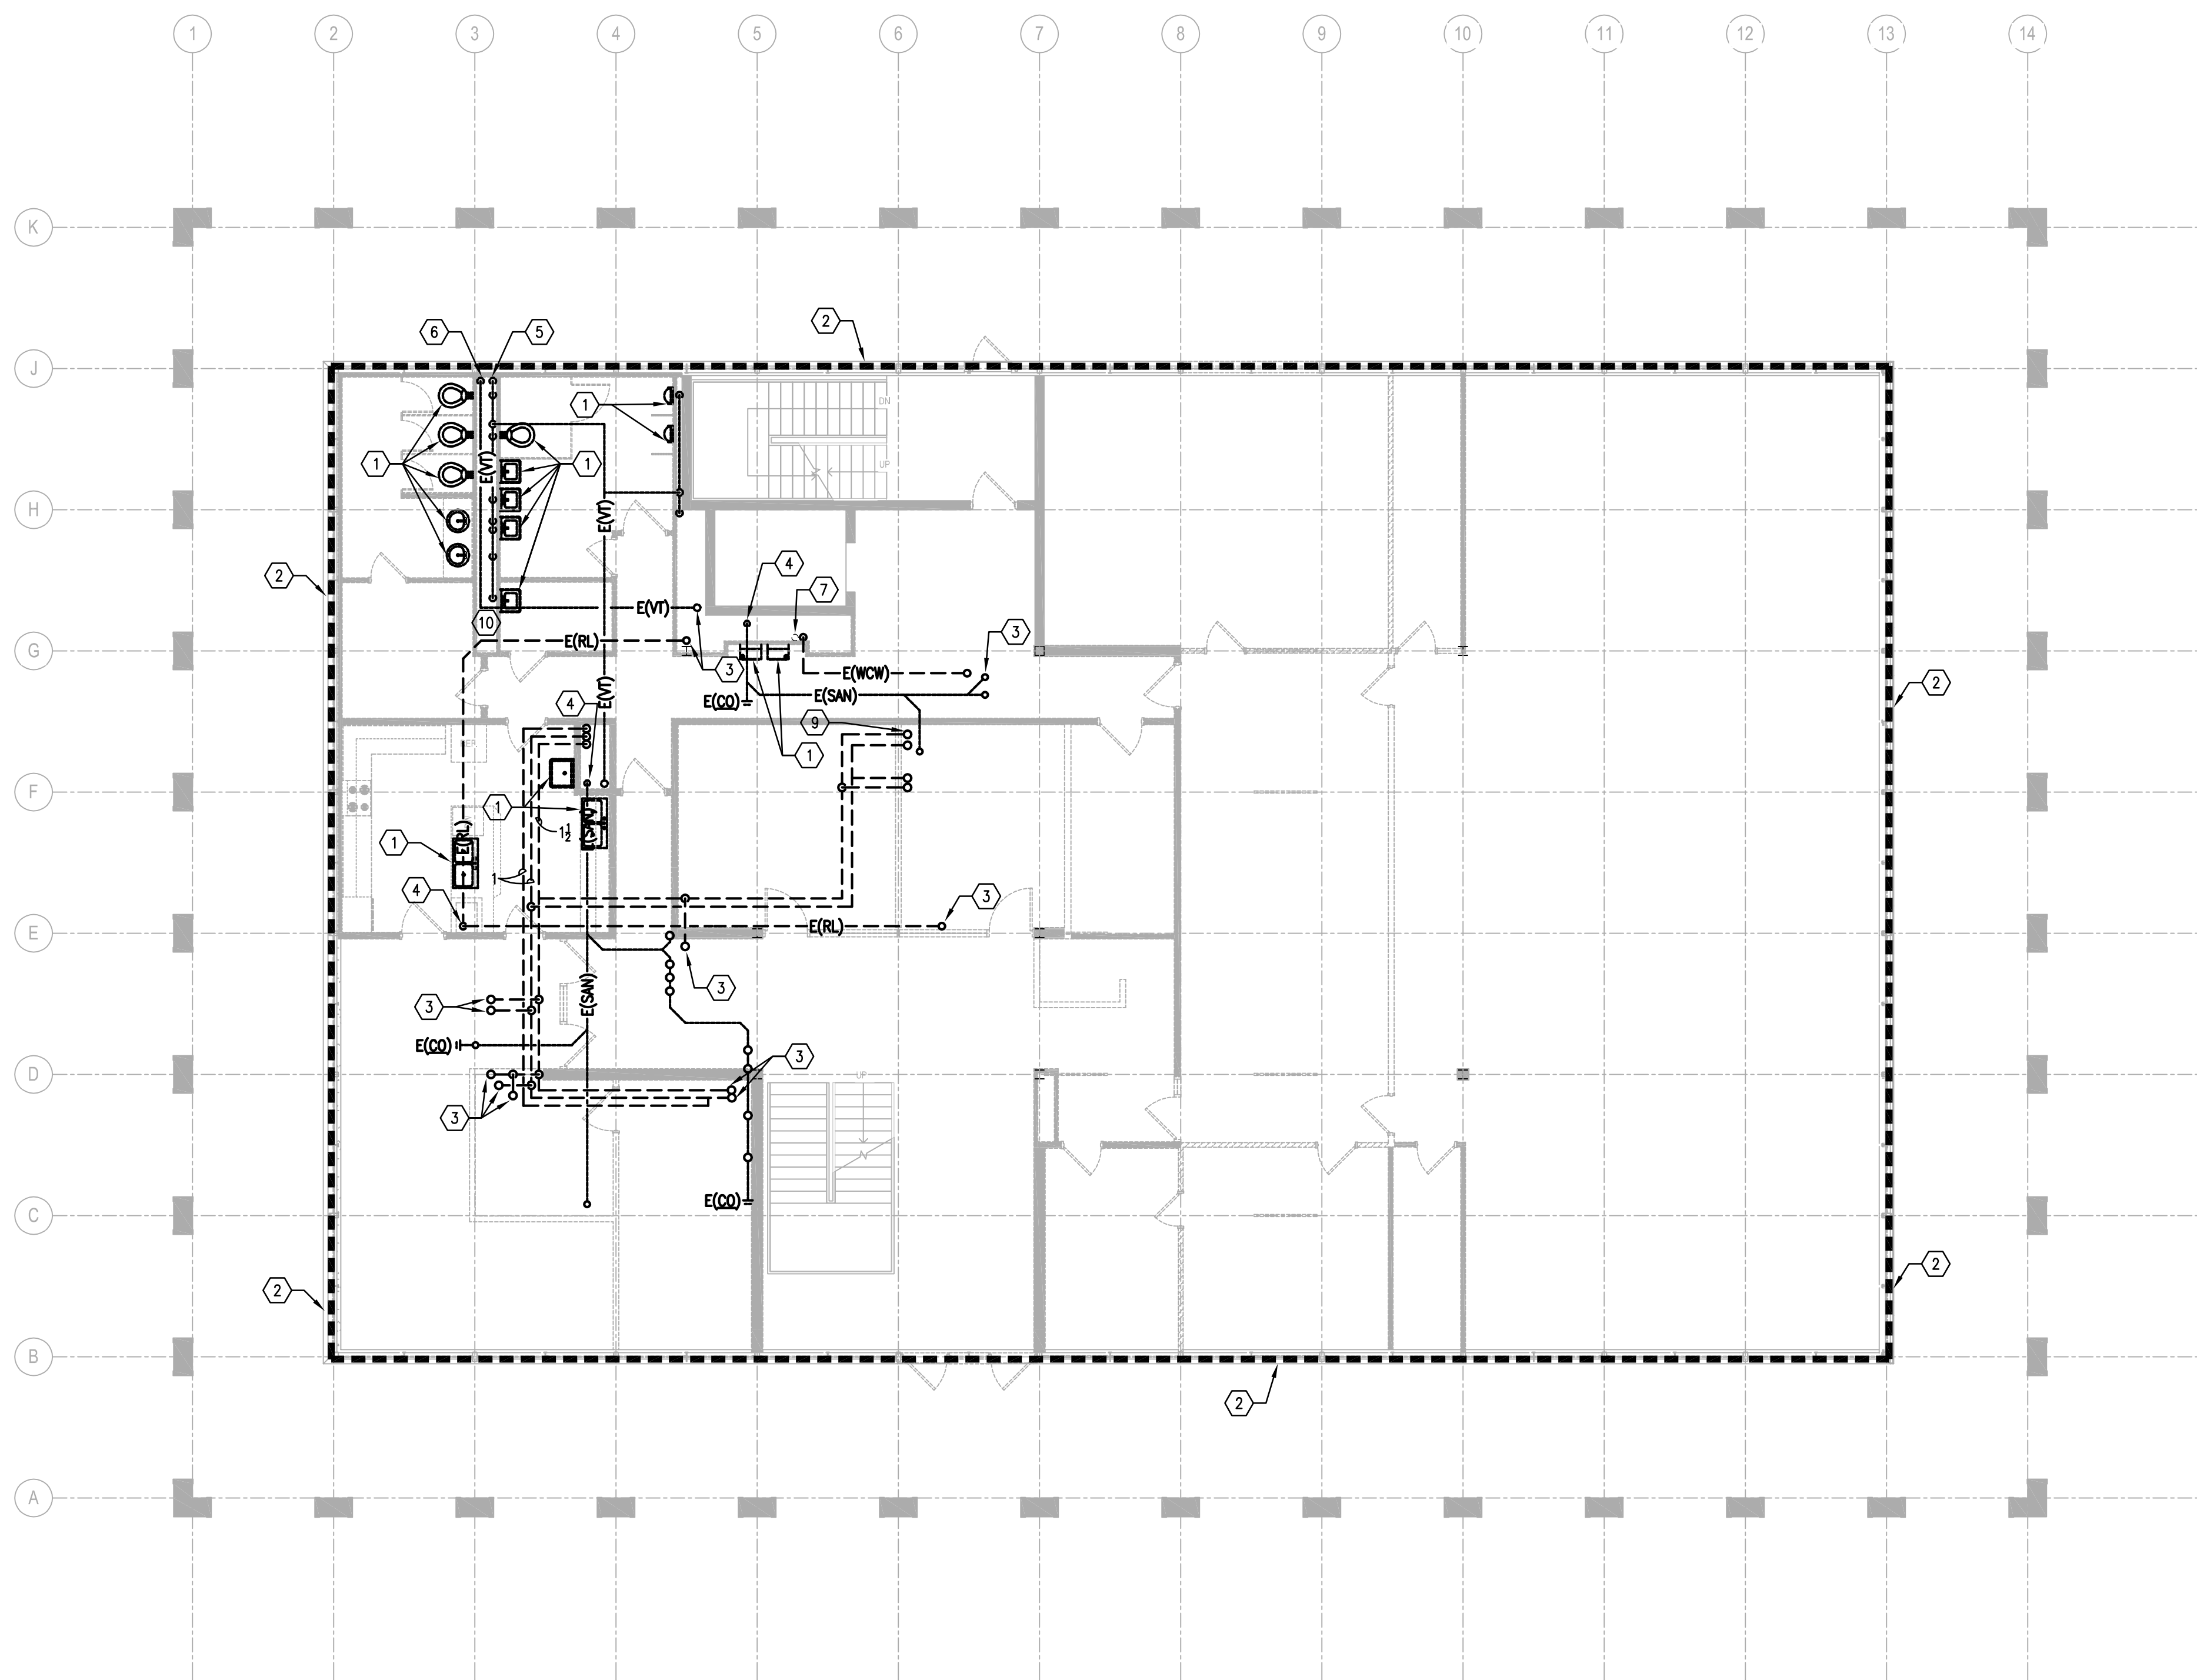 1 2 3 4 5 6 7 8 9 10 11 12 13 14
K
2
6 5
J
1
DN
1 1
E(VT)
UP
H
E(VT)
4
2
7
E(VT)
10
3
E(RL)
G
3
E(WCW)
2
E(VT)
E(SAN)
E(CO)
4
9
REF.
1
F
1
E(SAN)
1½
E(RL)
1
1
4
3
E(RL)
E
3
E(SAN)
3
E(CO)
3
D
UP
3
E(CO)
C
2
2
B
2
A